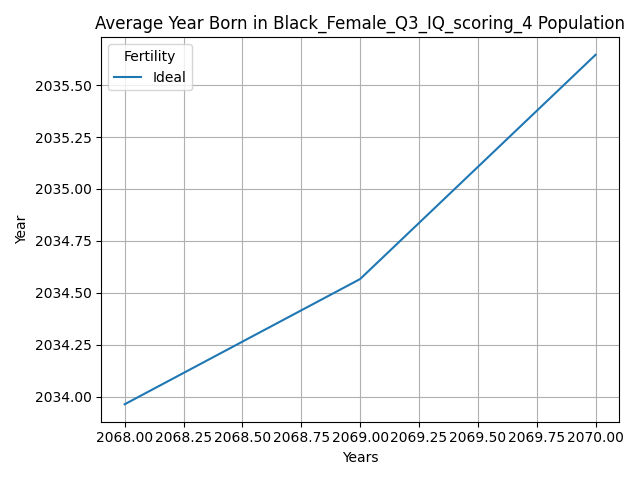 Average Year Born in Black_Female_Q3_IQ_scoring_4 Population
Fertility
Ideal
2035.50
2035.25
2035.00
2034.75
2034.50
2034.25
2034.00
Year
2068.00 2068.25 2068.50 2068.75 2069.00 2069.25 2069.50 2069.75 2070.00
Years